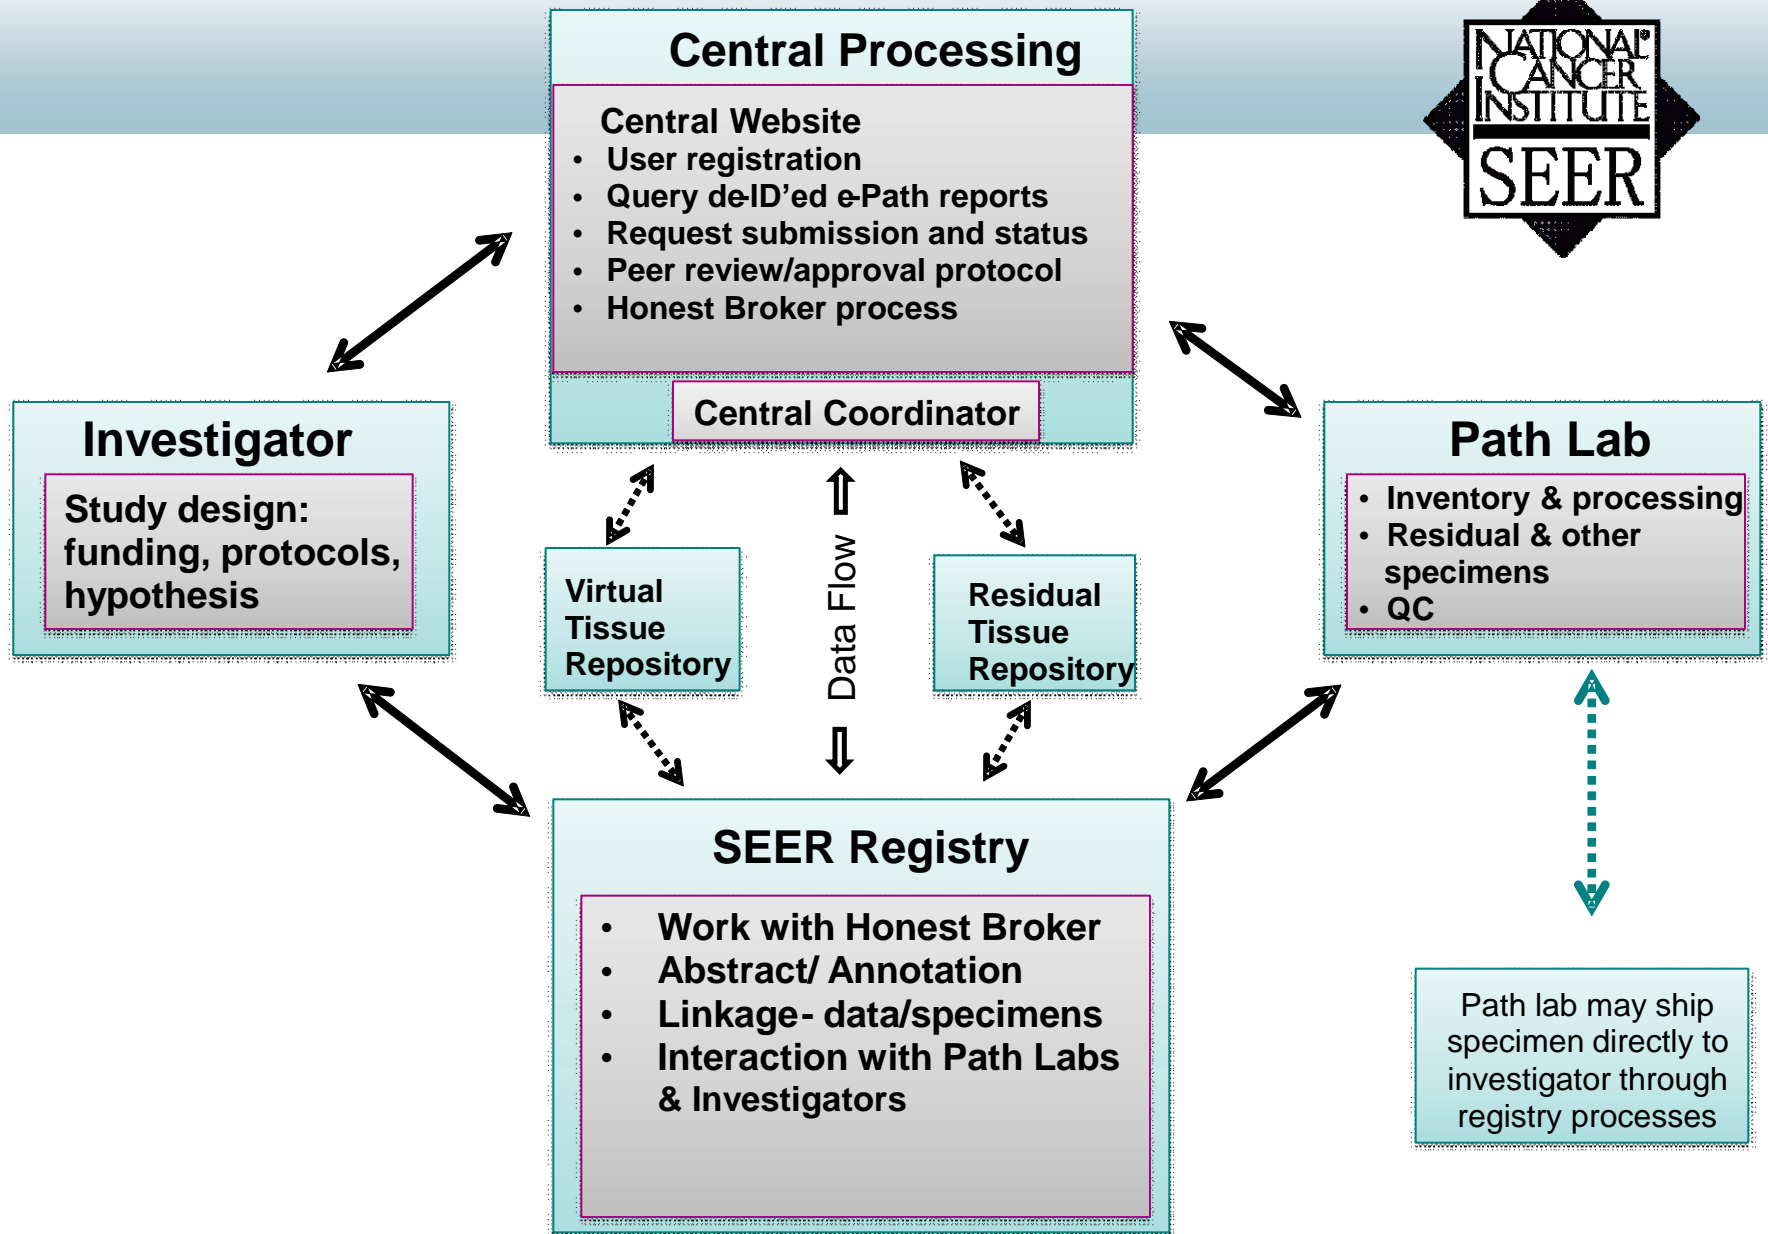 Central Processing
Central Website
• User registration
• Query de-ID'ed e-Path reports
• Request submission and status
• Peer review/approval protocol
• Honest Broker process
Central Coordinator
NATIONAL®
CANCER
INSTITUTE
SEER
Investigator
Study design:
funding, protocols,
hypothesis
Virtual
Tissue
Repository
Data Flow
Residual
Tissue
Repository
Path Lab
• Inventory & processing
• Residual & other
specimens
• QC
SEER Registry
• Work with Honest Broker
• Abstract/ Annotation
• Linkage- data/specimens
• Interaction with Path Labs
& Investigators
Path lab may ship
specimen directly to
investigator through
registry processes